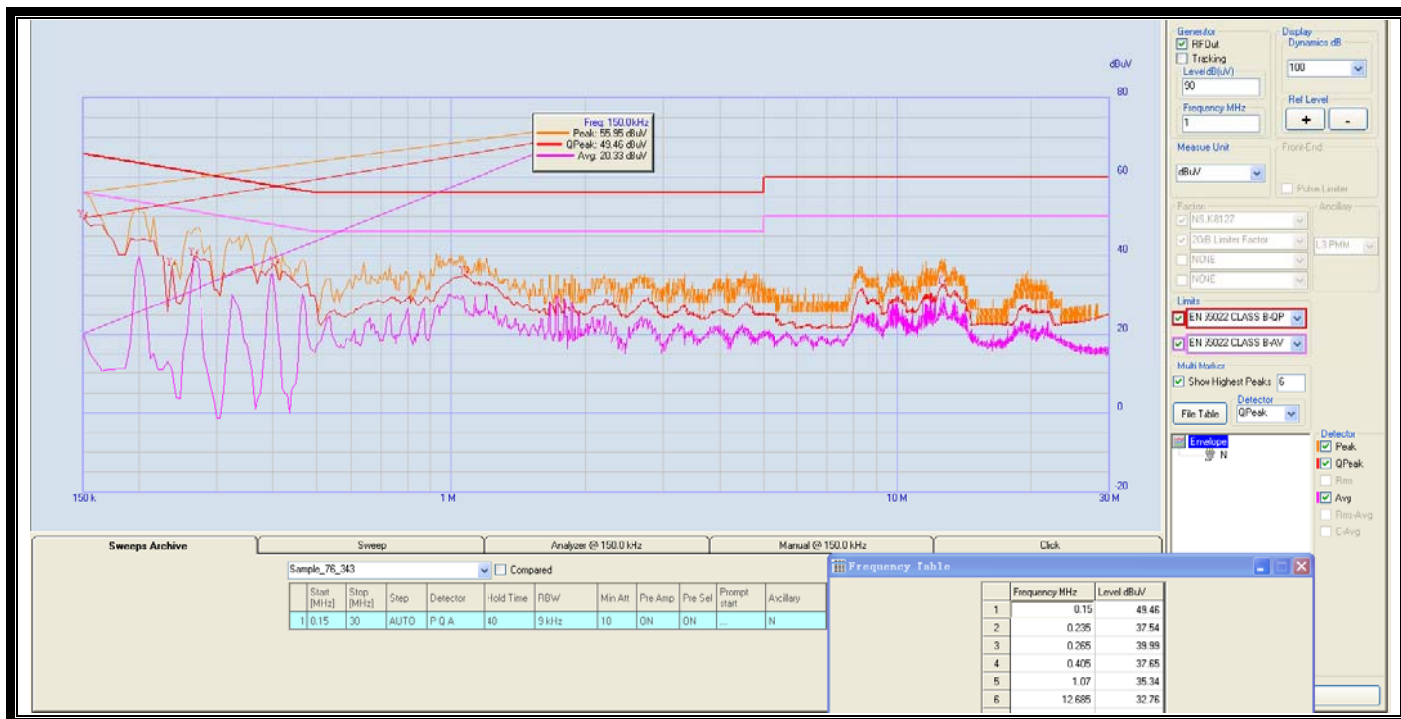 dBuV
80
60
40
20
0
-20
150 k
1 M
10 M
30 M
Freq: 150.0kHz
Peak: 55.95 dBuV
QPeak: 49.46 dBuV
Avg: 20.33 dBuV
Generator
RFOut
Tracking
Level dB(uV)
90
Frequency MHz
1
Display
Dynamics dB
100
Ref Level
+ -
Measue Unit
dBuV
Front-End
Pulse Limiter
Factor
NS.K8127
20dB Limiter Factor
NONE
NONE
Ancillary
L3 PMM
Limits
EN 55022 CLASS B-QP
EN 55022 CLASS B-AV
Multi Marker
Show Highest Peaks 6
File Table
Detector
QPeak
Envelope
N
Detector
Peak
QPeak
Rms
Avg
Rms-Avg
C-Avg
Sweeps Archive Sweep Analyzer @ 150.0 kHz Manual @ 150.0 kHz Click
Sample_76_343 Compared
Start [MHz] Stop [MHz] Step Detector Hold Time RBW Min Att Pre Amp Pre Sel Prompt start Ancillary
1 0.15 30 AUTO P Q A 40 9 kHz 10 ON ON ... N
Frequency Table
Frequency MHz Level dBuV
1 0.15 49.46
2 0.235 37.54
3 0.265 39.99
4 0.405 37.65
5 1.07 35.34
6 12.685 32.76